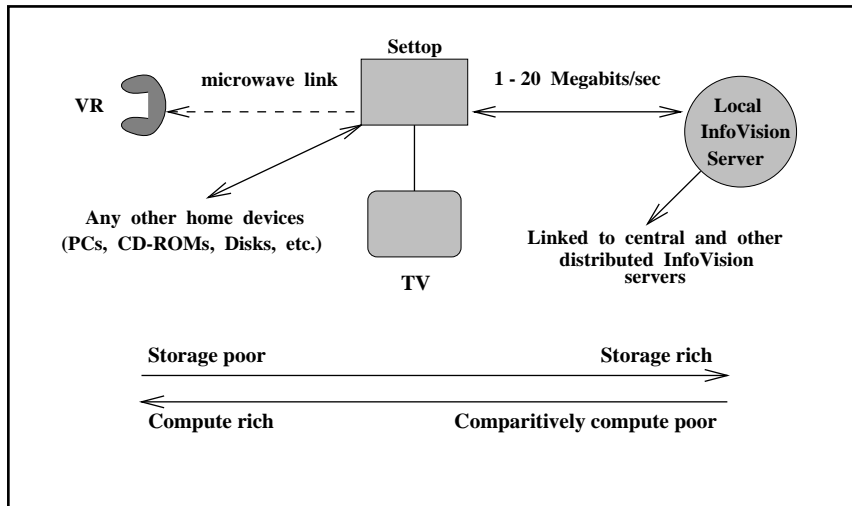 Settop
microwave link
1 - 20 Megabits/sec
VR
Local
InfoVision
Server
Any other home devices
(PCs, CD-ROMs, Disks, etc.)
TV
Linked to central and other
distributed InfoVision
servers
Storage poor
Storage rich
Compute rich
Comparitively compute poor